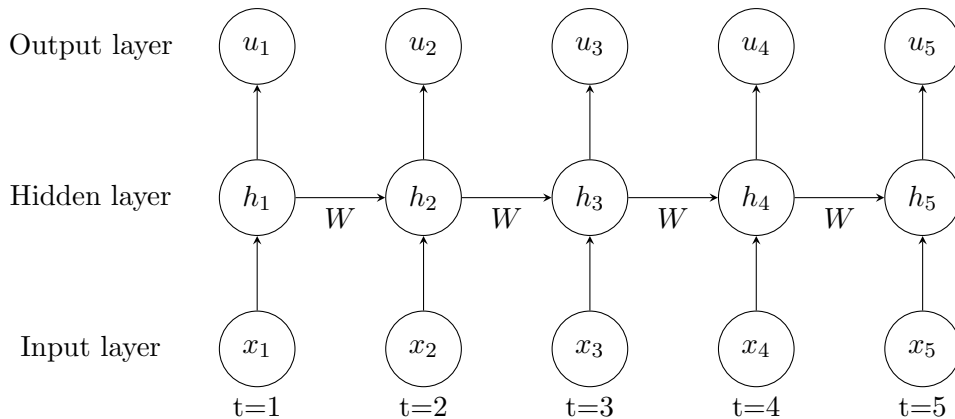 Output layer u₁ u₂ u₃ u₄ u₅
Hidden layer h₁ h₂ h₃ h₄ h₅
W W W W
Input layer x₁ x₂ x₃ x₄ x₅
t=1 t=2 t=3 t=4 t=5